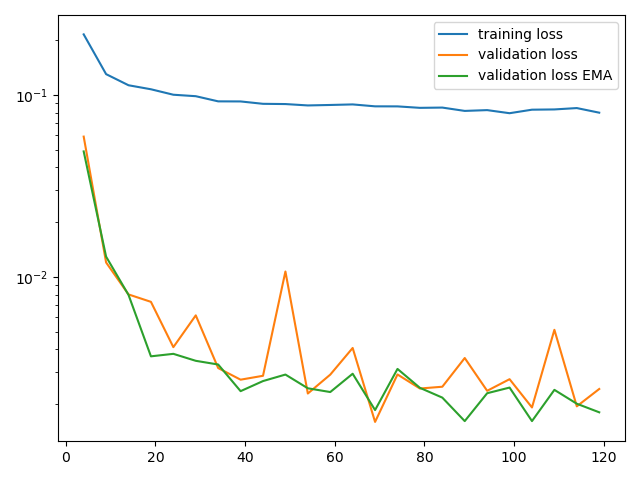 training loss
validation loss
validation loss EMA
10⁻¹
10⁻²
0 20 40 60 80 100 120